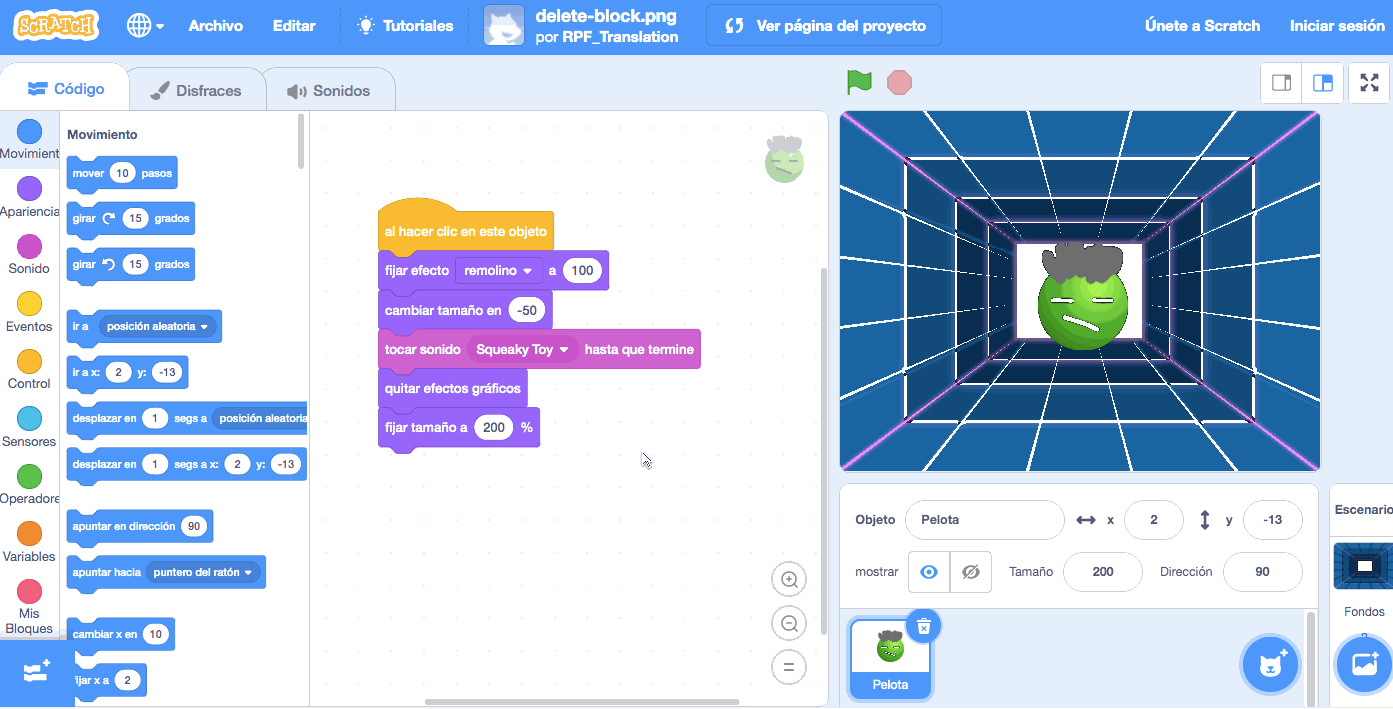 SCRATCH
Archivo
Editar
Tutoriales
delete-block.png
por RPF_Translation
Ver página del proyecto
Únete a Scratch
Iniciar sesión
Código
Disfraces
Sonidos
Movimient
Apariencia
Sonido
Eventos
Control
Sensores
Operadore
Variables
Mis
Bloques
Movimiento
mover 10 pasos
girar 15 grados
girar 15 grados
ir a posición aleatoria
ir a x: 2 y: -13
desplazar en 1 segs a posición aleatoria
desplazar en 1 segs a x: 2 y: -13
apuntar en dirección 90
apuntar hacia puntero del ratón
cambiar x en 10
fijar x a 2
al hacer clic en este objeto
fijar efecto remolino a 100
cambiar tamaño en -50
tocar sonido Squeaky Toy hasta que termine
quitar efectos gráficos
fijar tamaño a 200 %
Objeto Pelota x 2 y -13
mostrar Tamaño 200 Dirección 90
Pelota
Escenario
Fondos